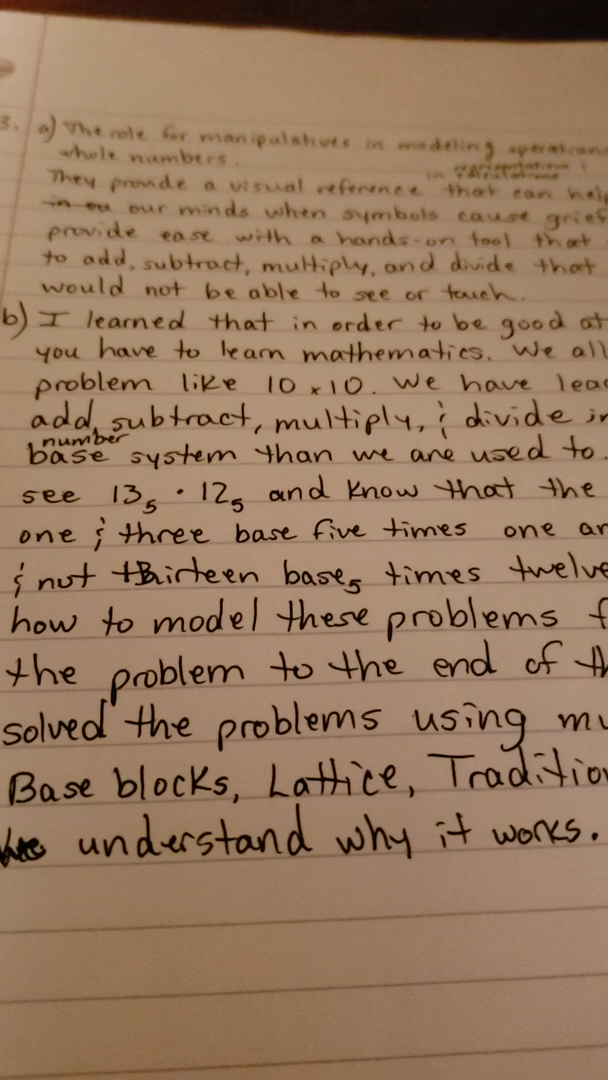 3. a) The role for manipulatives in modeling operations
whole numbers.
in
They provide a visual reference that can help
our minds when symbols cause grief
provide ease with a hands-on tool that
to add, subtract, multiply, and divide that
would not be able to see or touch.
b) I learned that in order to be good at
you have to learn mathematics. We all
problem like 10 x 10. We have lea
add, subtract, multiply, & divide in
number
base system than we are used to.
see 13₅ · 12₅ and know that the
one & three base five times one an
& not thirteen base₅ times twelve
how to model these problems f
the problem to the end of th
solved the problems using mu
Base blocks, Lattice, Traditio
understand why it works.